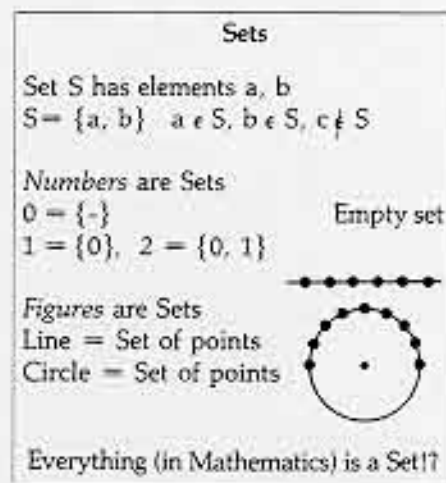 Sets
Set S has elements a, b
S = {a, b} a ϵ S, b ϵ S, c ∉ S
Numbers are Sets
0 = {-} Empty set
1 = {0}, 2 = {0, 1}
Figures are Sets
Line = Set of points
Circle = Set of points
Everything (in Mathematics) is a Set!?